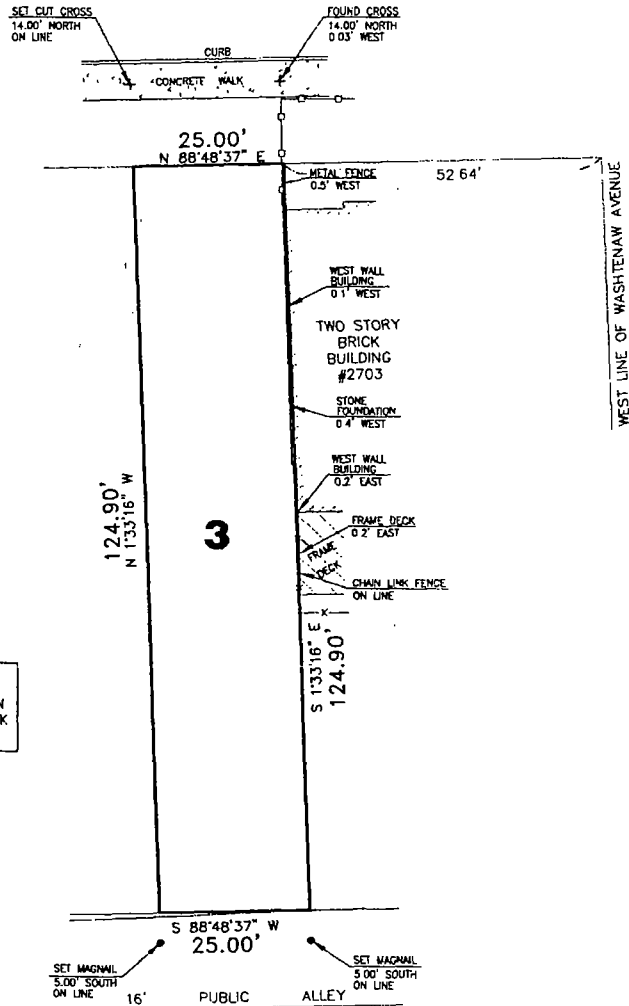 SET CUT CROSS
14.00' NORTH
ON LINE
FOUND CROSS
14.00' NORTH
0 03' WEST
CURB
CONCRETE WALK
25.00'
N 88°48'37" E
METAL FENCE
0.5' WEST
52 64'
WEST LINE OF WASHTENAW AVENUE
WEST WALL
BUILDING
0 1' WEST
TWO STORY
BRICK
BUILDING
#2703
STONE
FOUNDATION
0 4' WEST
WEST WALL
BUILDING
0.2' EAST
124.90'
N 1°33'16" W
3
FRAME DECK
0 2' EAST
FRAME
DECK
CHAIN LINK FENCE
ON LINE
X
S 1°33'16" E
124.90'
N
K
S 88°48'37" W
25.00'
SET MAGNAIL
5.00' SOUTH
ON LINE
SET MAGNAIL
5 00' SOUTH
ON LINE
16' PUBLIC ALLEY